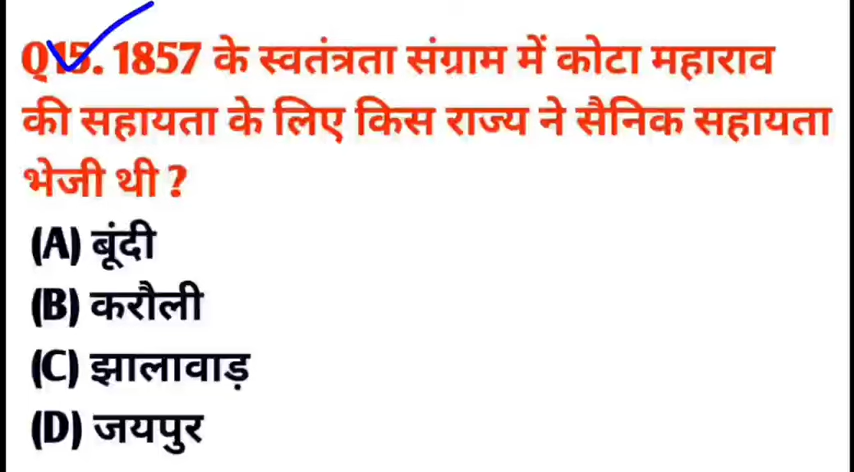 Q15. 1857 के स्वतंत्रता संग्राम में कोटा महाराव
की सहायता के लिए किस राज्य ने सैनिक सहायता
भेजी थी ?
(A) बूंदी
(B) करौली
(C) झालावाड़
(D) जयपुर